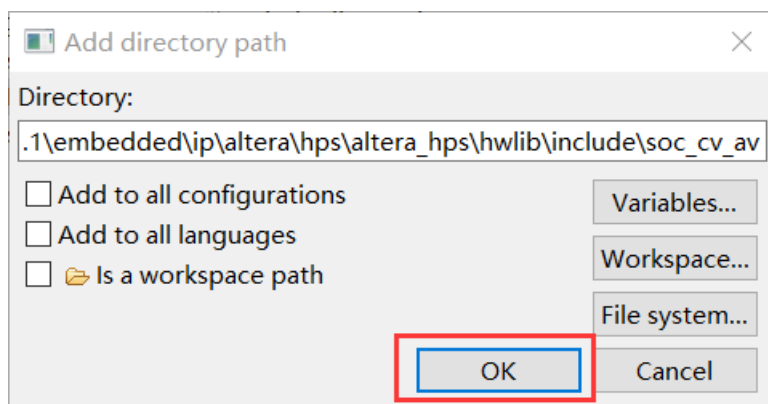 Add directory path
Directory:
.1\embedded\ip\altera\hps\altera_hps\hwlib\include\soc_cv_av
Add to all configurations
Variables...
Add to all languages
Workspace...
Is a workspace path
File system...
OK
Cancel